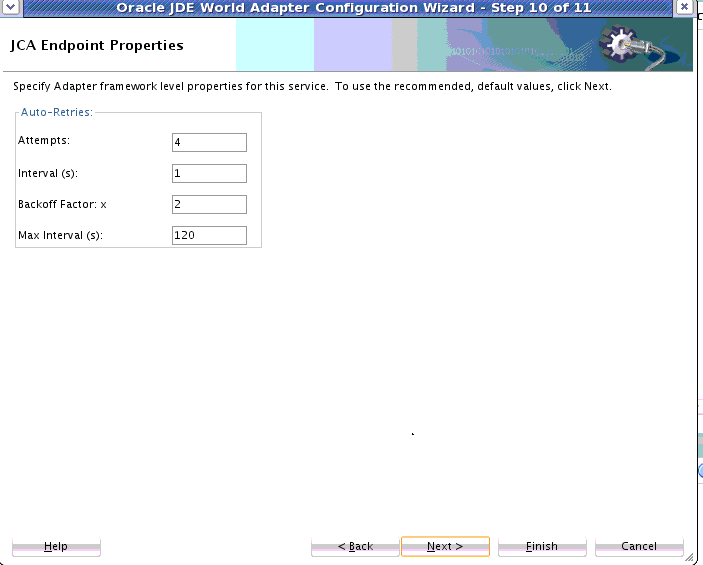 Oracle JDE World Adapter Configuration Wizard - Step 10 of 11
JCA Endpoint Properties
Specify Adapter framework level properties for this service. To use the recommended, default values, click Next.
Auto-Retries:
Attempts: 4
Interval (s): 1
Backoff Factor: x 2
Max Interval (s): 120
Help < Back Next > Finish Cancel